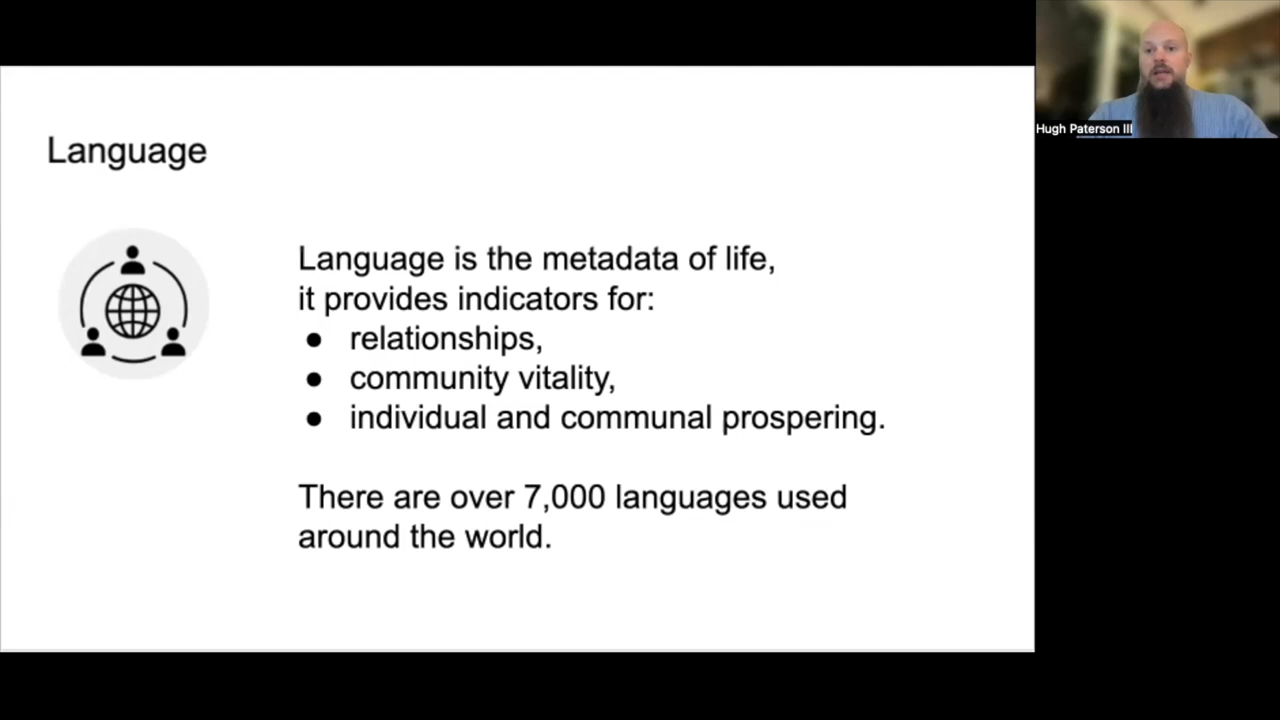 Language
Language is the metadata of life,
it provides indicators for:
● relationships,
● community vitality,
● individual and communal prospering.
There are over 7,000 languages used
around the world.
Hugh Paterson III